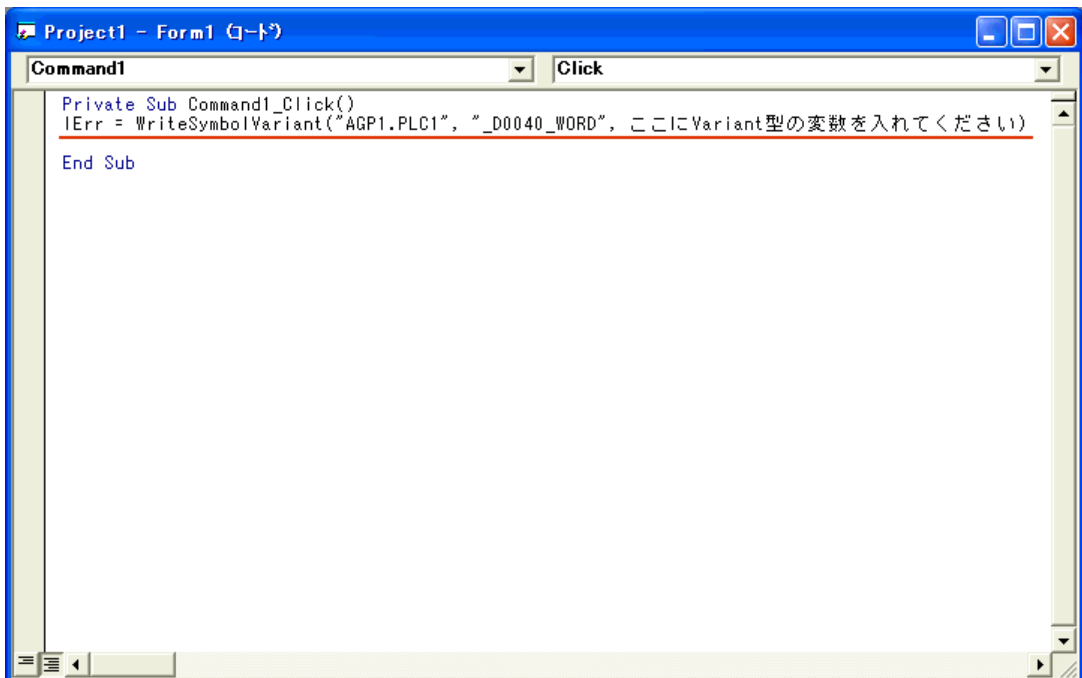 Project1 - Form1 (ｺｰﾄﾞ)
Command1 Click
Private Sub Command1_Click()
lErr = WriteSymbolVariant("AGP1.PLC1", "_D0040_WORD", ここにVariant型の変数を入れてください)
End Sub